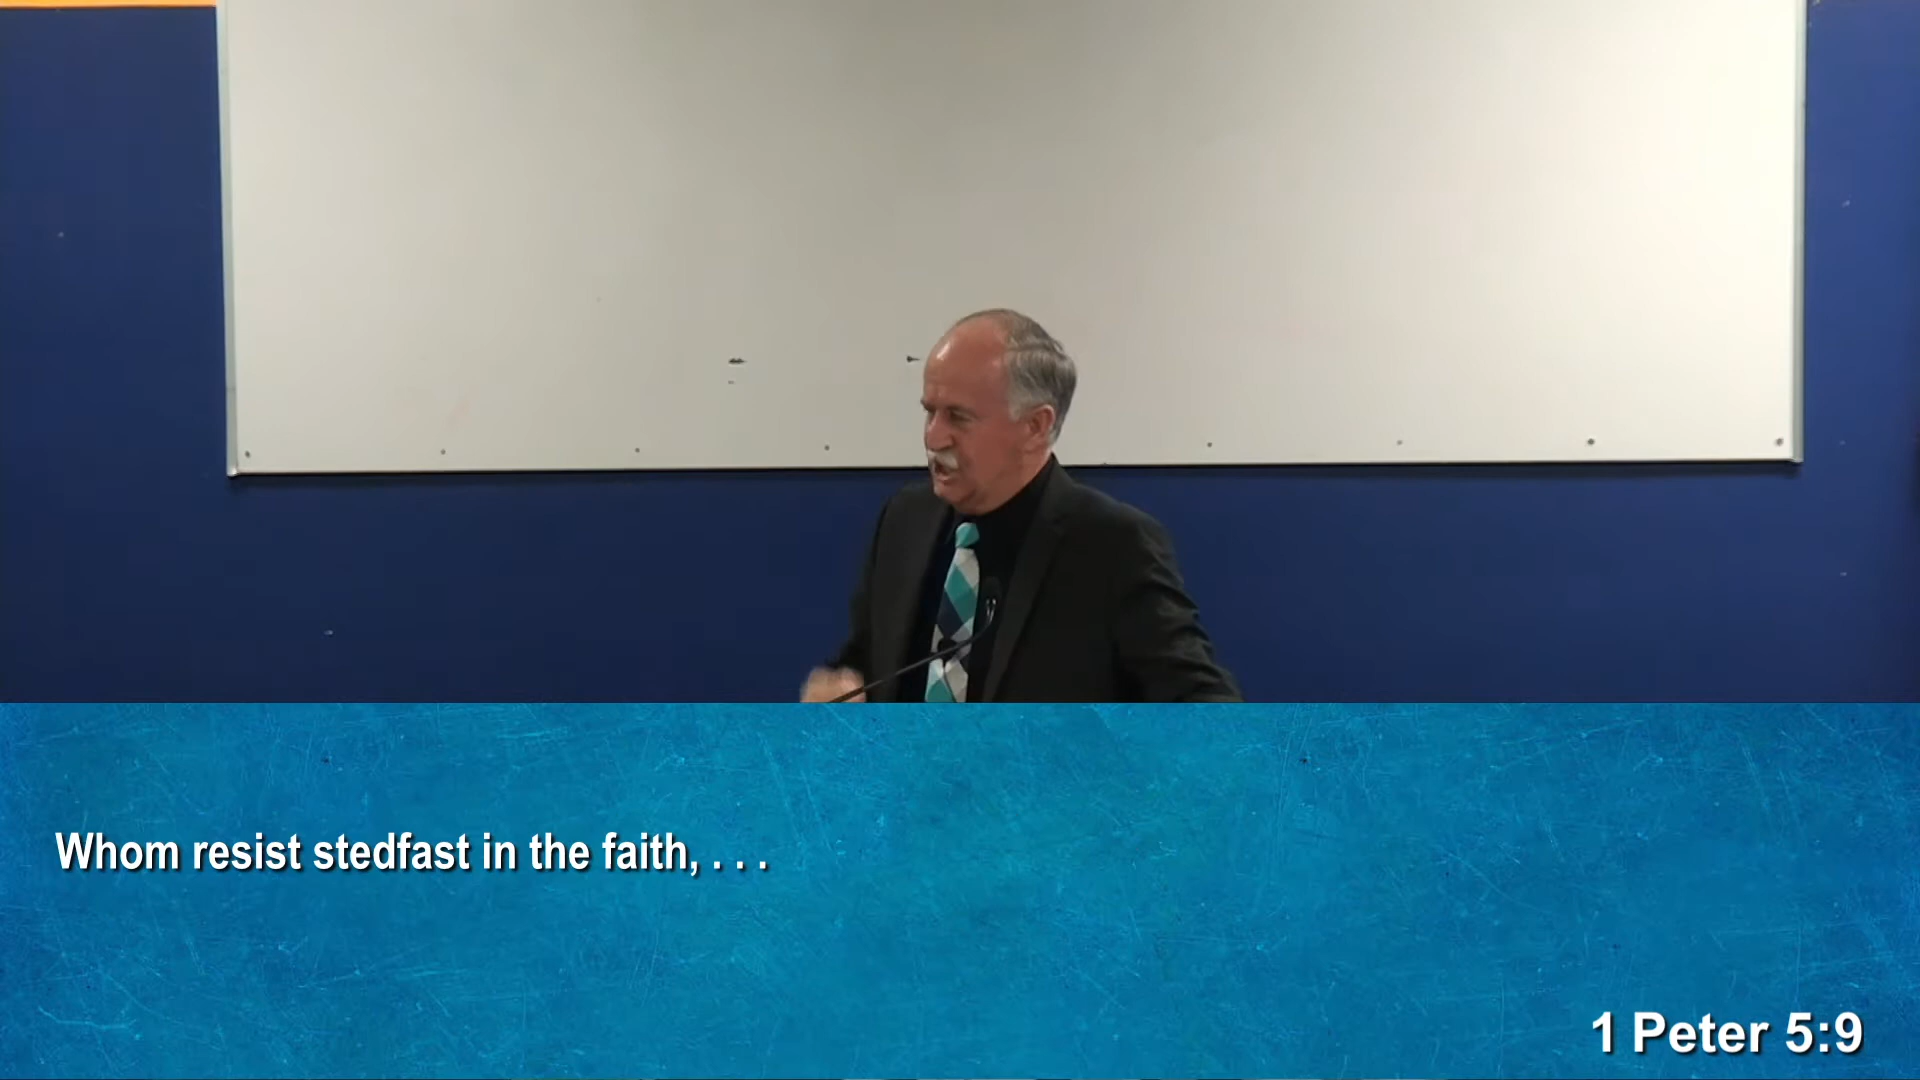 Whom resist stedfast in the faith, . . .
1 Peter 5:9